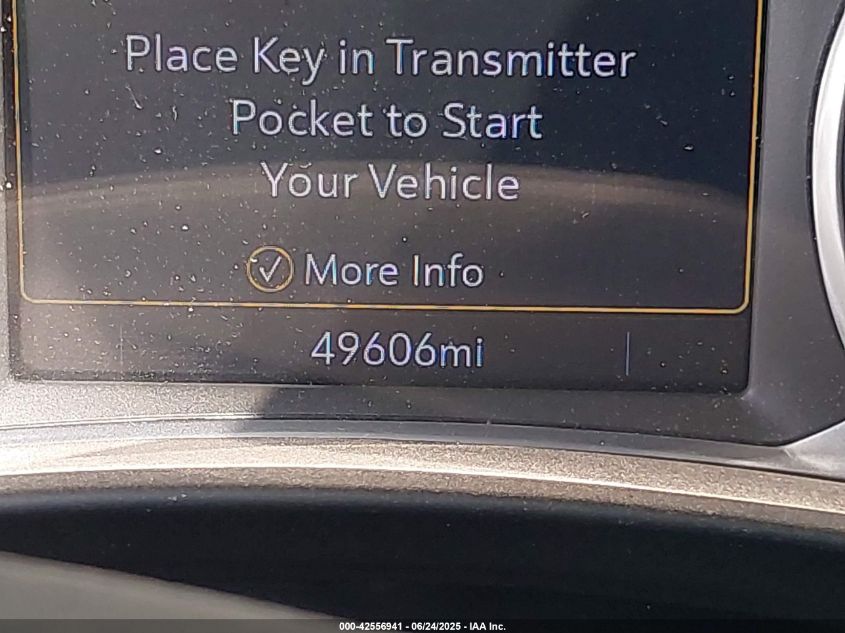 Place Key in Transmitter
Pocket to Start
Your Vehicle
More Info
49606mi
000-42556941 - 06/24/2025 - IAA Inc.